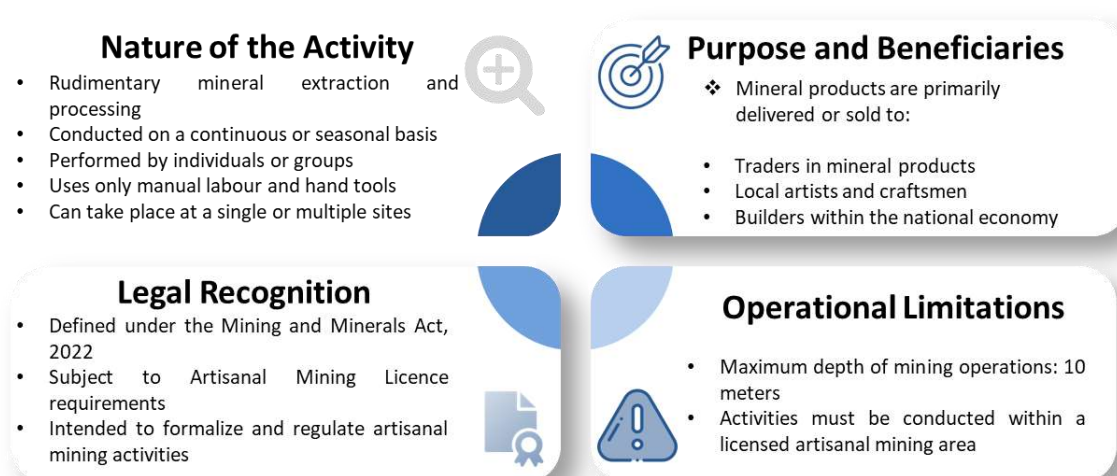 Nature of the Activity
• Rudimentary mineral extraction and
processing
• Conducted on a continuous or seasonal basis
• Performed by individuals or groups
• Uses only manual labour and hand tools
• Can take place at a single or multiple sites
Purpose and Beneficiaries
❖ Mineral products are primarily
delivered or sold to:
• Traders in mineral products
• Local artists and craftsmen
• Builders within the national economy
Legal Recognition
• Defined under the Mining and Minerals Act,
2022
• Subject to Artisanal Mining Licence
requirements
• Intended to formalize and regulate artisanal
mining activities
Operational Limitations
• Maximum depth of mining operations: 10
meters
• Activities must be conducted within a
licensed artisanal mining area